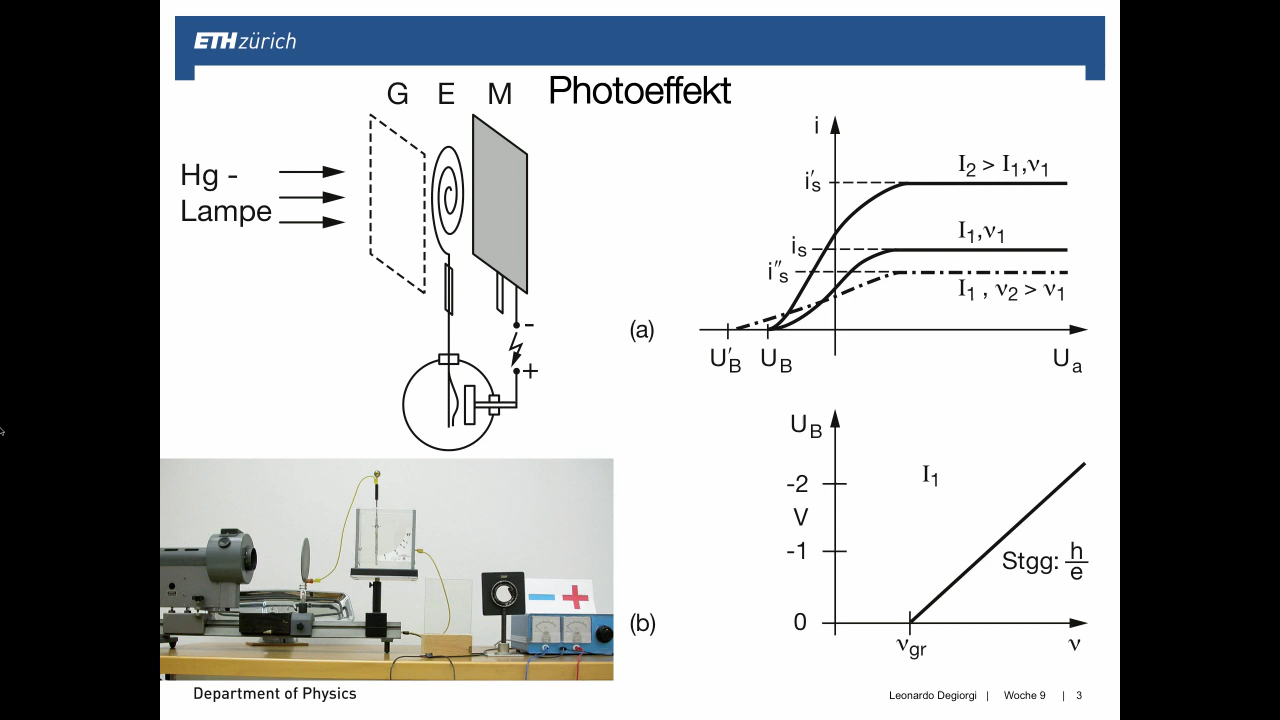 ETH zürich
Photoeffekt
G E M
Hg -
Lampe
-
+
(a)
i
i's
is
i''s
I2 > I1,ν1
I1,ν1
I1 , ν2 > ν1
U'B UB Ua
(b)
UB
-2
V
-1
0
I1
Stgg: h/e
νgr ν
Department of Physics
Leonardo Degiorgi | Woche 9 | 3